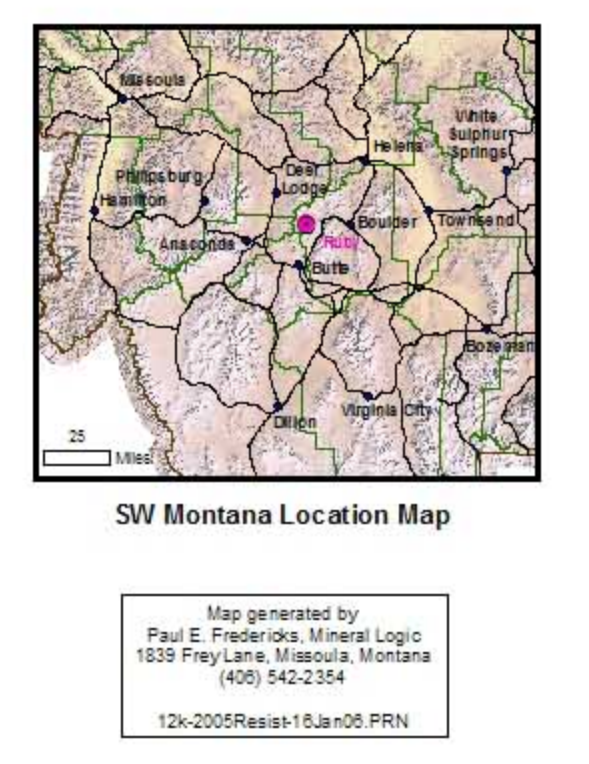 Missoula
White
Sulphur
Springs
Helena
Deer
Lodge
Philipsburg
Hamilton
Boulder
Townsend
Ruby
Anaconda
Butte
Bozeman
Virginia City
Dillon
25
Miles
SW Montana Location Map
Map generated by
Paul E. Fredericks, Mineral Logic
1839 Frey Lane, Missoula, Montana
(406) 542-2354
12k-2005Resist-16Jan06.PRN